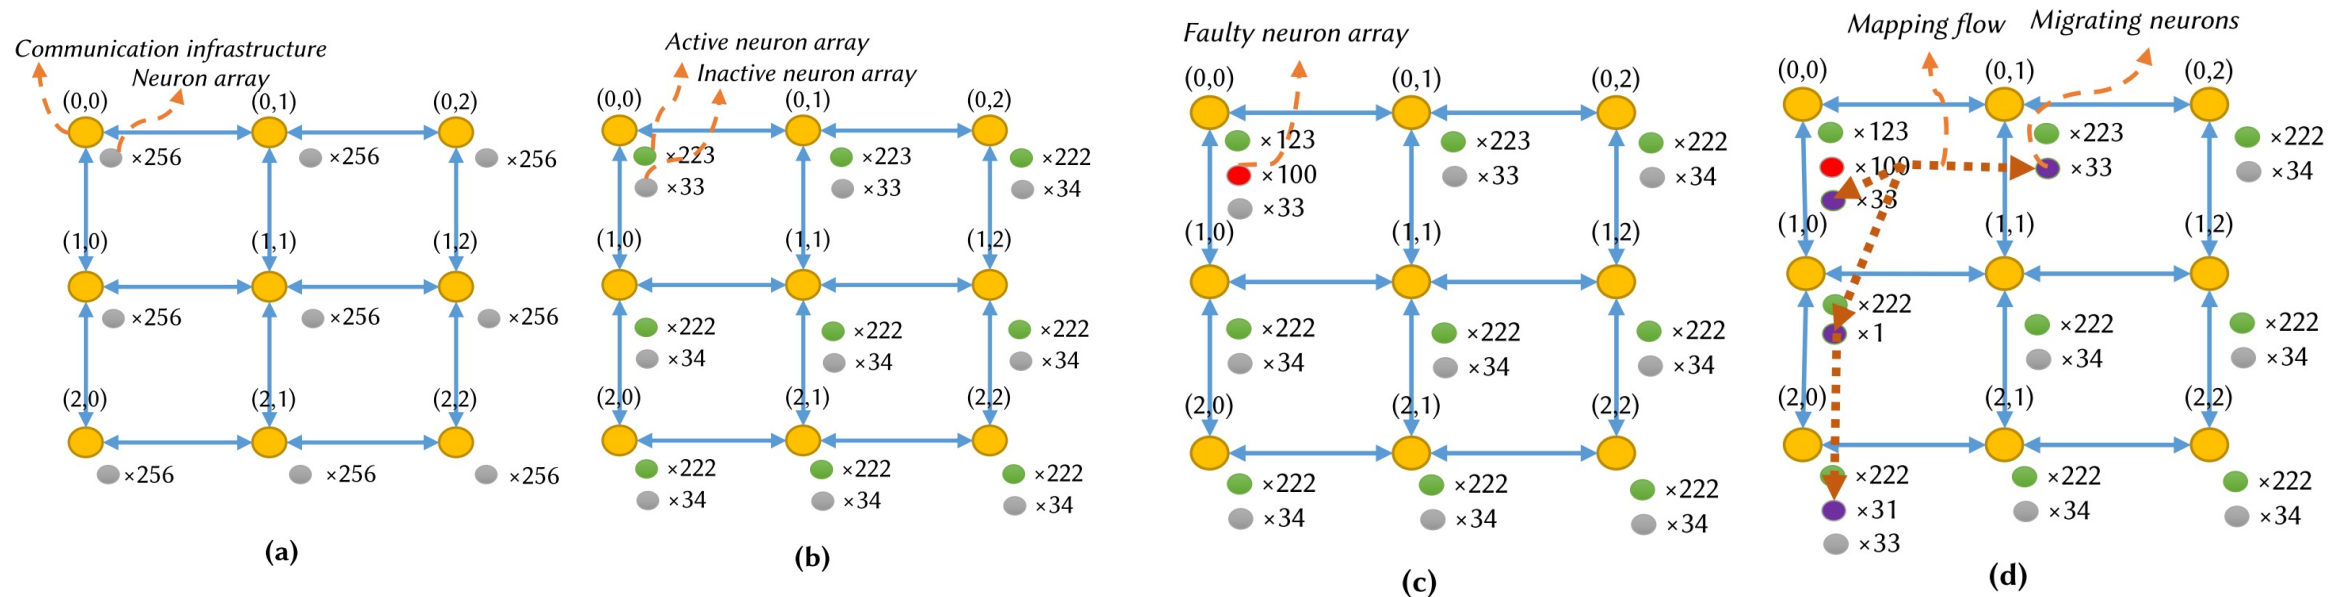 Communication infrastructure
Neuron array
(0,0) (0,1) (0,2)
×256 ×256 ×256
(1,0) (1,1) (1,2)
×256 ×256 ×256
(2,0) (2,1) (2,2)
×256 ×256 ×256
(a)
Active neuron array
Inactive neuron array
(0,0) (0,1) (0,2)
×223 ×223 ×222
×33 ×33 ×34
(1,0) (1,1) (1,2)
×222 ×222 ×222
×34 ×34 ×34
(2,0) (2,1) (2,2)
×222 ×222 ×222
×34 ×34 ×34
(b)
Faulty neuron array
(0,0) (0,1) (0,2)
×123 ×223 ×222
×100 ×33 ×34
×33
(1,0) (1,1) (1,2)
×222 ×222 ×222
×34 ×34 ×34
(2,0) (2,1) (2,2)
×222 ×222 ×222
×34 ×34 ×34
(c)
Mapping flow Migrating neurons
(0,0) (0,1) (0,2)
×123 ×223 ×222
×100 ×33 ×34
×33
(1,0) (1,1) (1,2)
×222 ×222 ×222
×1 ×34 ×34
(2,0) (2,1) (2,2)
×222 ×222 ×222
×31 ×34 ×34
×33
(d)